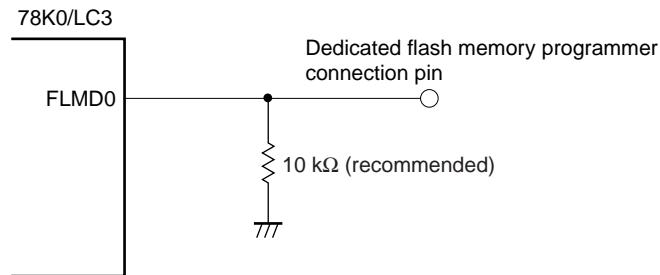 78K0/LC3
Dedicated flash memory programmer
connection pin
FLMD0
10 kΩ (recommended)